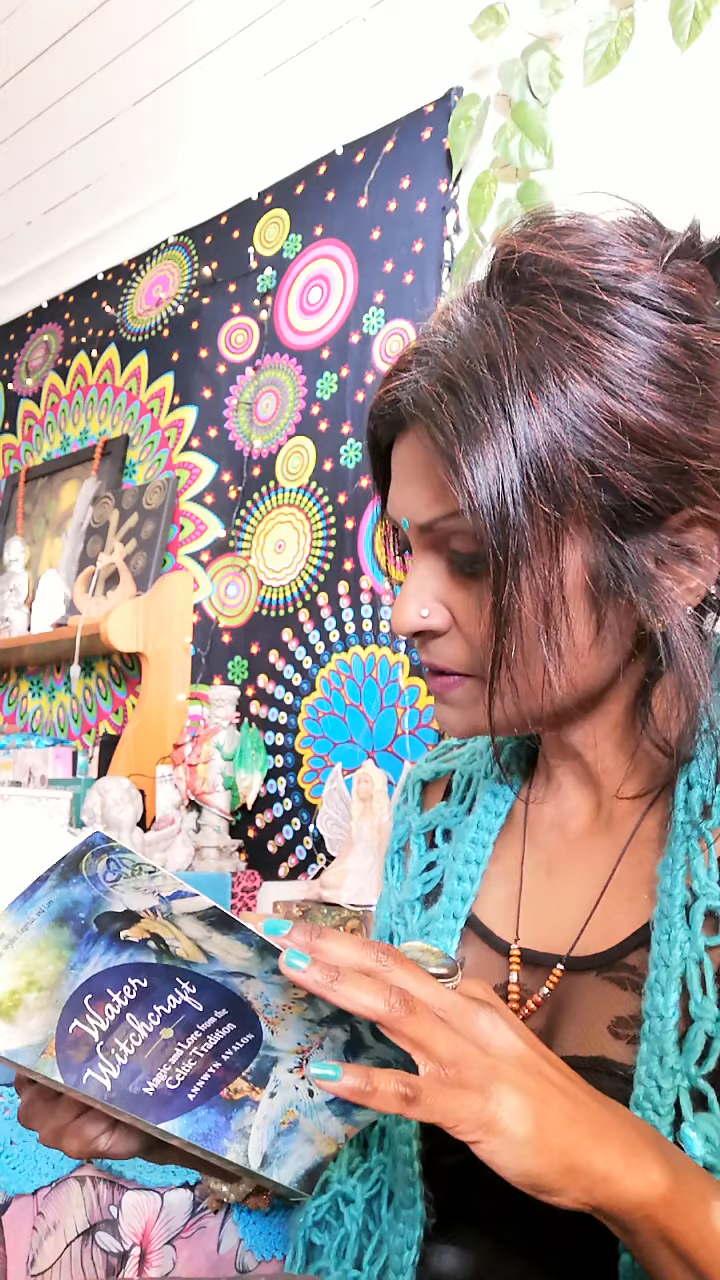 Water
Witchcraft
Magic and Lore from the
Celtic Tradition
ANNWYN AVALON